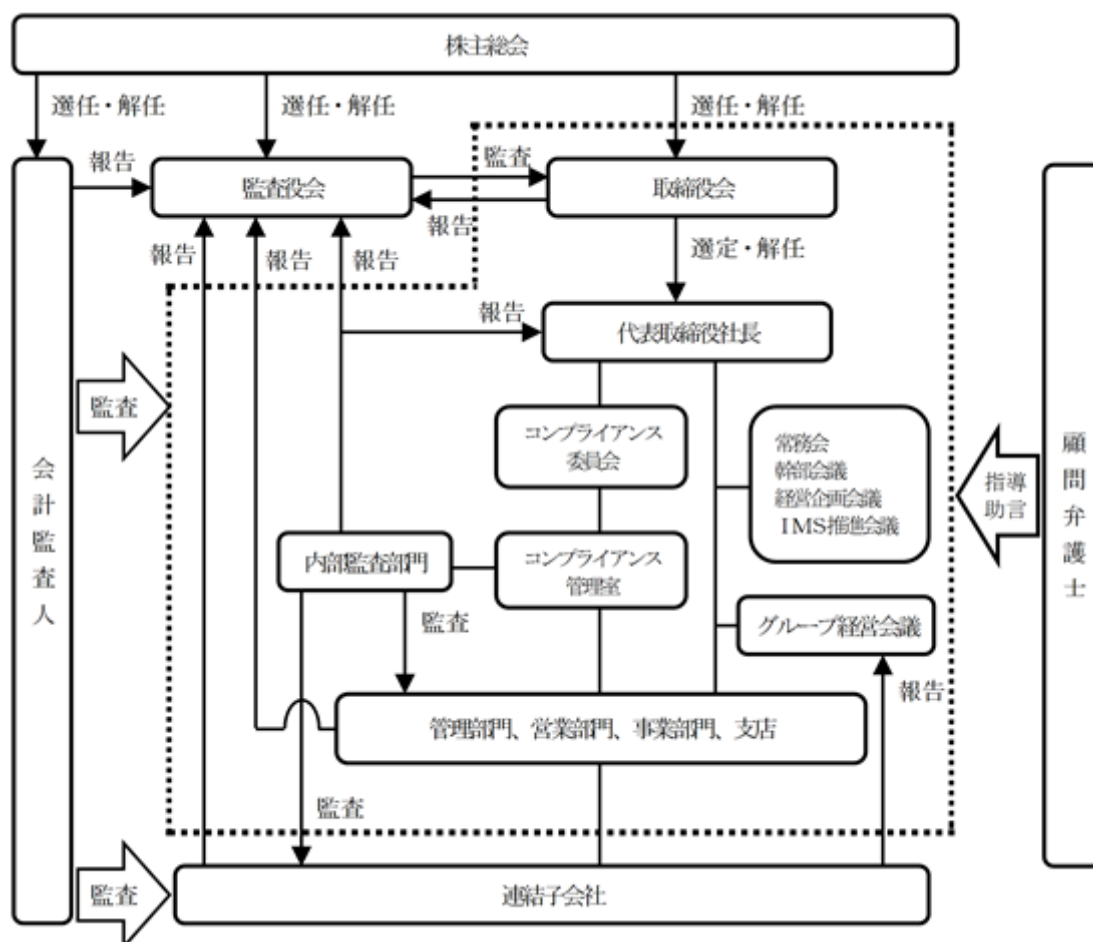 株主総会
選任・解任
選任・解任
選任・解任
報告
監査役会
監査
取締役会
報告
報告
報告
報告
選定・解任
報告
代表取締役社長
監査
会計監査人
コンプライアンス
委員会
常務会
幹部会議
経営企画会議
IMS推進会議
指導
助言
顧問弁護士
内部監査部門
コンプライアンス
管理室
監査
グループ経営会議
報告
管理部門、営業部門、事業部門、支店
監査
監査
連結子会社